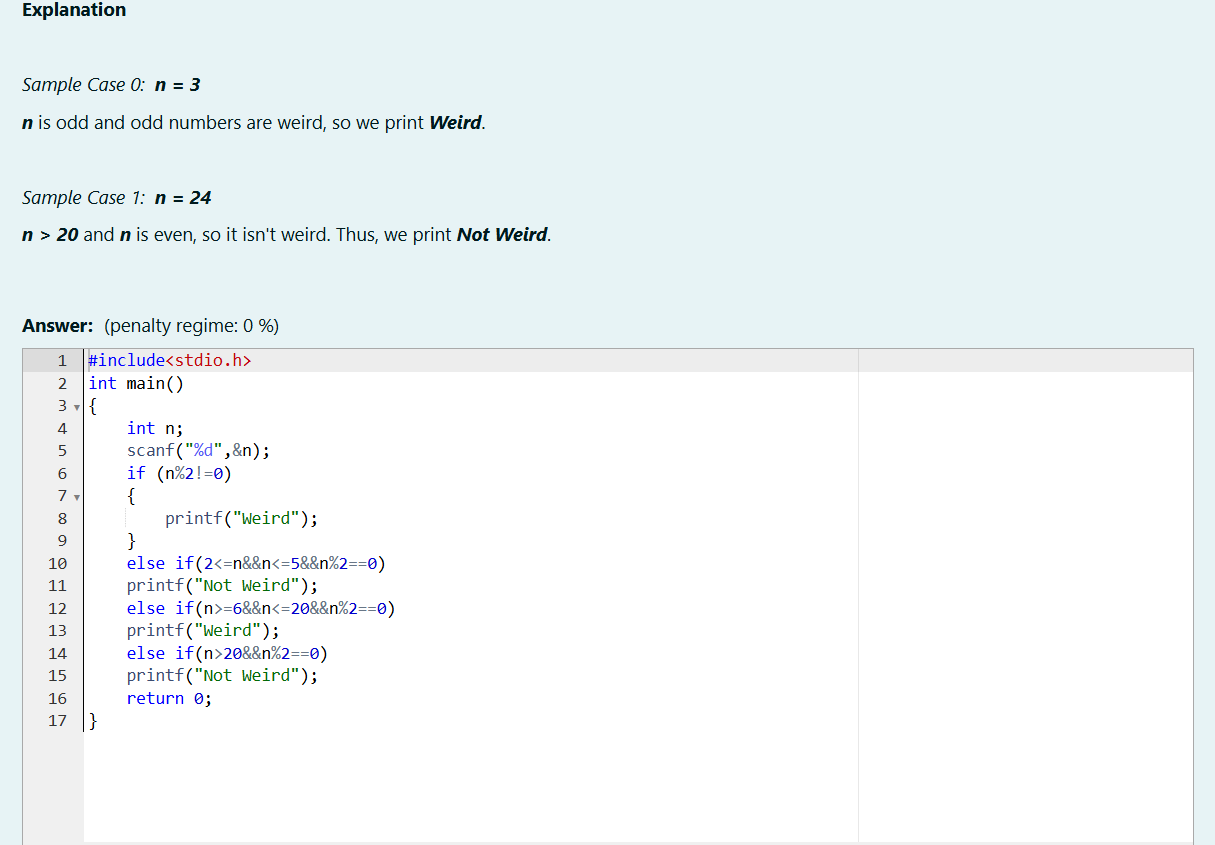 Explanation
Sample Case 0: n = 3
n is odd and odd numbers are weird, so we print Weird.
Sample Case 1: n = 24
n > 20 and n is even, so it isn't weird. Thus, we print Not Weird.
Answer: (penalty regime: 0 %)
1 #include<stdio.h>
2 int main()
3 {
4     int n;
5     scanf("%d",&n);
6     if (n%2!=0)
7     {
8         printf("Weird");
9     }
10     else if(2<=n&&n<=5&&n%2==0)
11     printf("Not Weird");
12     else if(n>=6&&n<=20&&n%2==0)
13     printf("Weird");
14     else if(n>20&&n%2==0)
15     printf("Not Weird");
16     return 0;
17 }